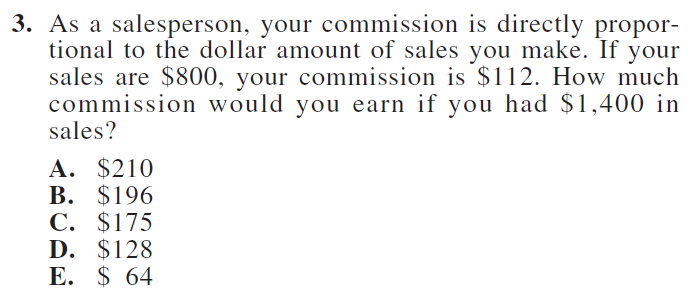 3. As a salesperson, your commission is directly propor-
tional to the dollar amount of sales you make. If your
sales are $800, your commission is $112. How much
commission would you earn if you had $1,400 in
sales?
A. $210
B. $196
C. $175
D. $128
E. $ 64